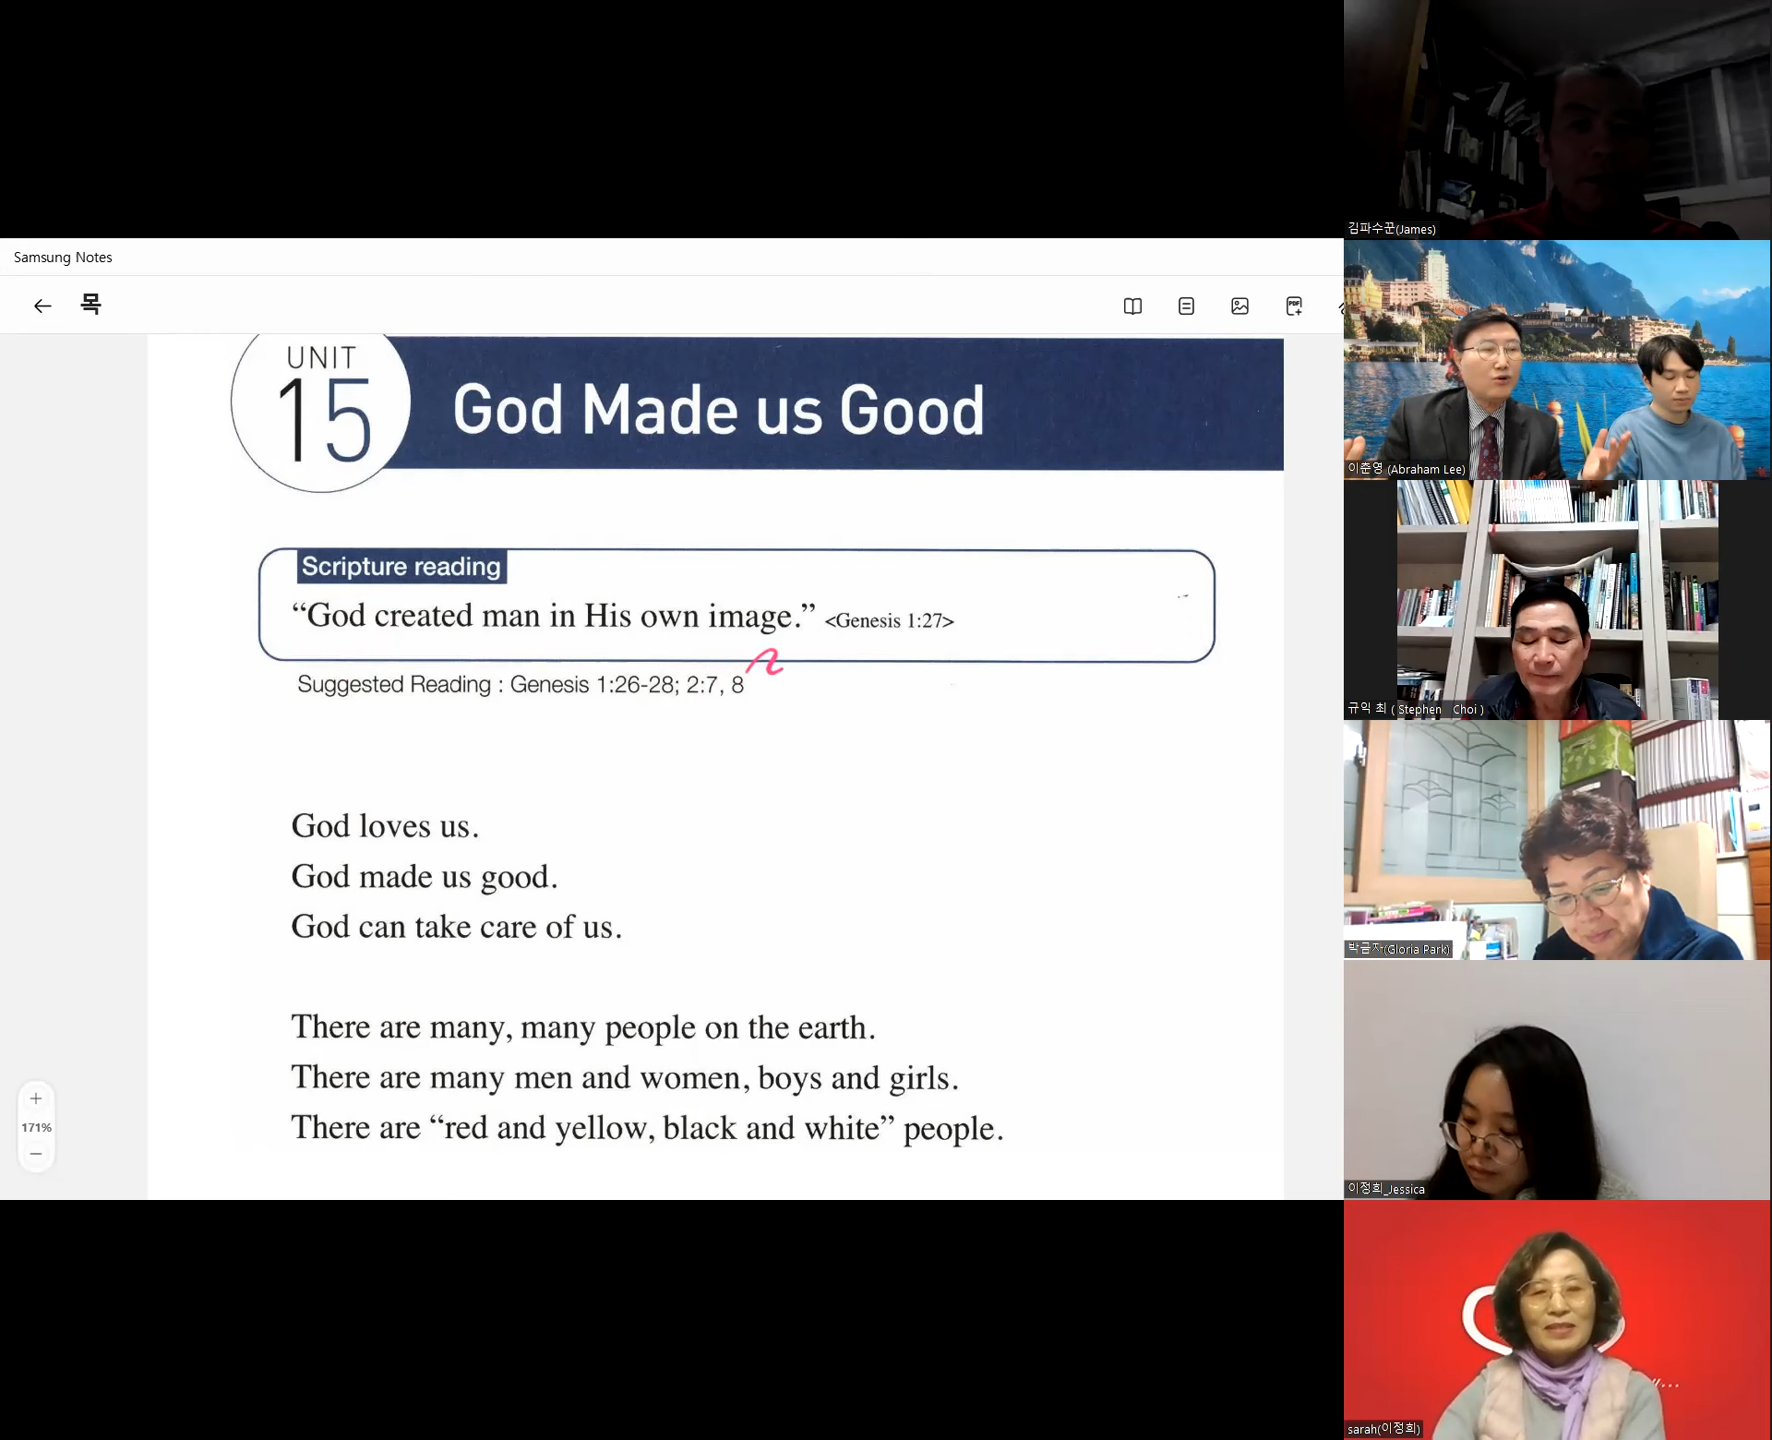 Samsung Notes
목
UNIT
15
God Made us Good
Scripture reading
“God created man in His own image.” <Genesis 1:27>
Suggested Reading : Genesis 1:26-28; 2:7, 8
God loves us.
God made us good.
God can take care of us.
There are many, many people on the earth.
There are many men and women, boys and girls.
There are “red and yellow, black and white” people.
171%
김파수꾼(James)
이춘영 (Abraham Lee)
규익 최 ( Stephen Choi )
박금자(Gloria Park)
이정희_Jessica
sarah(이정희)